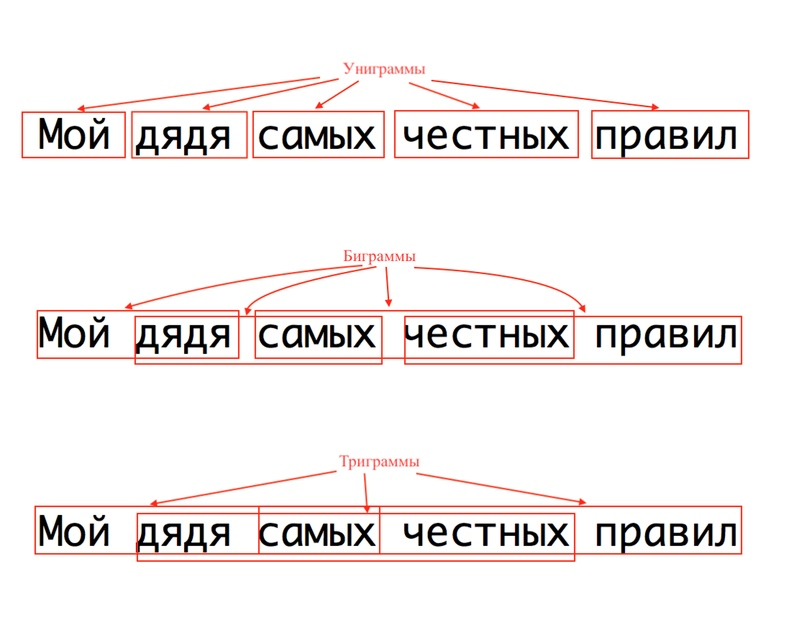 Униграммы
Мой дядя самых честных правил
Биграммы
Мой дядя самых честных правил
Триграммы
Мой дядя самых честных правил